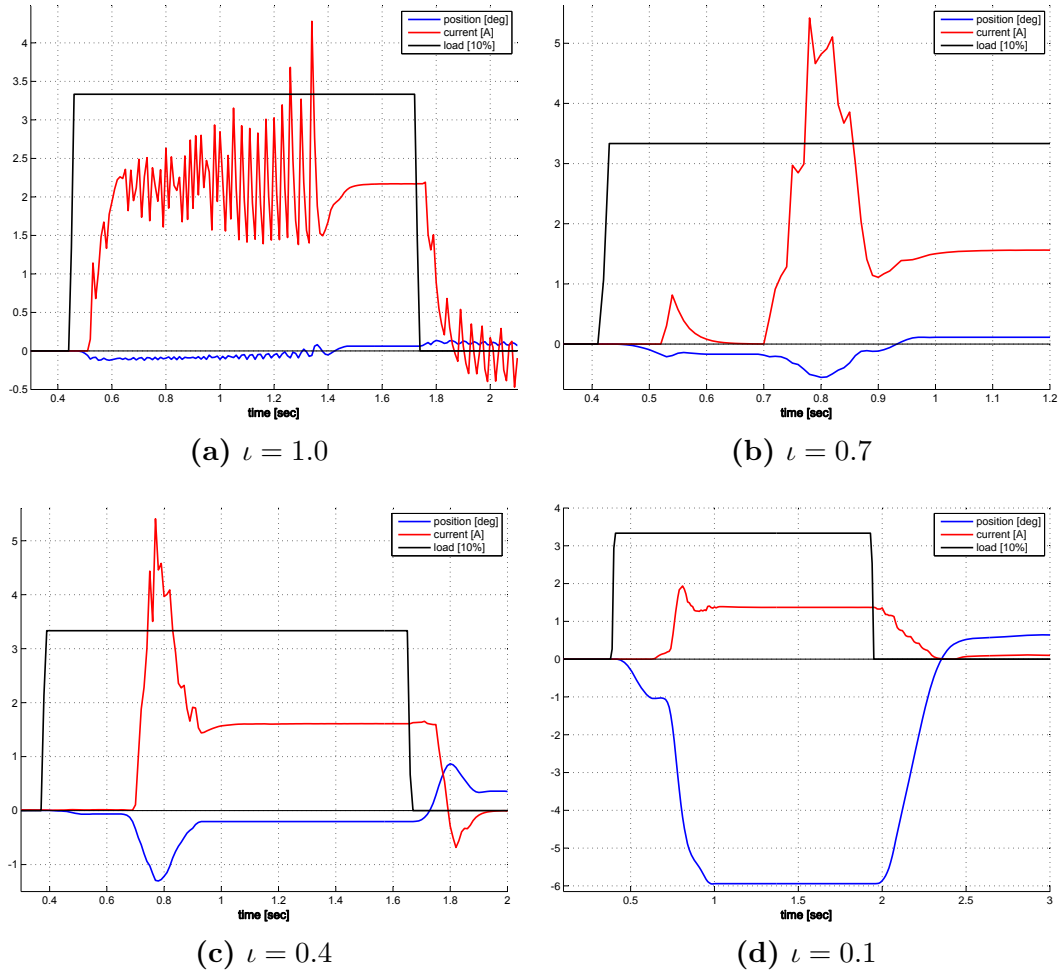 position [deg]
current [A]
load [10%]
4
3.5
3
2.5
2
1.5
1
0.5
0
-0.5
0.4 0.6 0.8 1 1.2 1.4 1.6 1.8 2
time [sec]
(a) ι = 1.0
position [deg]
current [A]
load [10%]
5
4
3
2
1
0
0.4 0.5 0.6 0.7 0.8 0.9 1 1.1 1.2
time [sec]
(b) ι = 0.7
position [deg]
current [A]
load [10%]
5
4
3
2
1
0
-1
0.4 0.6 0.8 1 1.2 1.4 1.6 1.8 2
time [sec]
(c) ι = 0.4
position [deg]
current [A]
load [10%]
4
3
2
1
0
-1
-2
-3
-4
-5
-6
0.5 1 1.5 2 2.5 3
time [sec]
(d) ι = 0.1